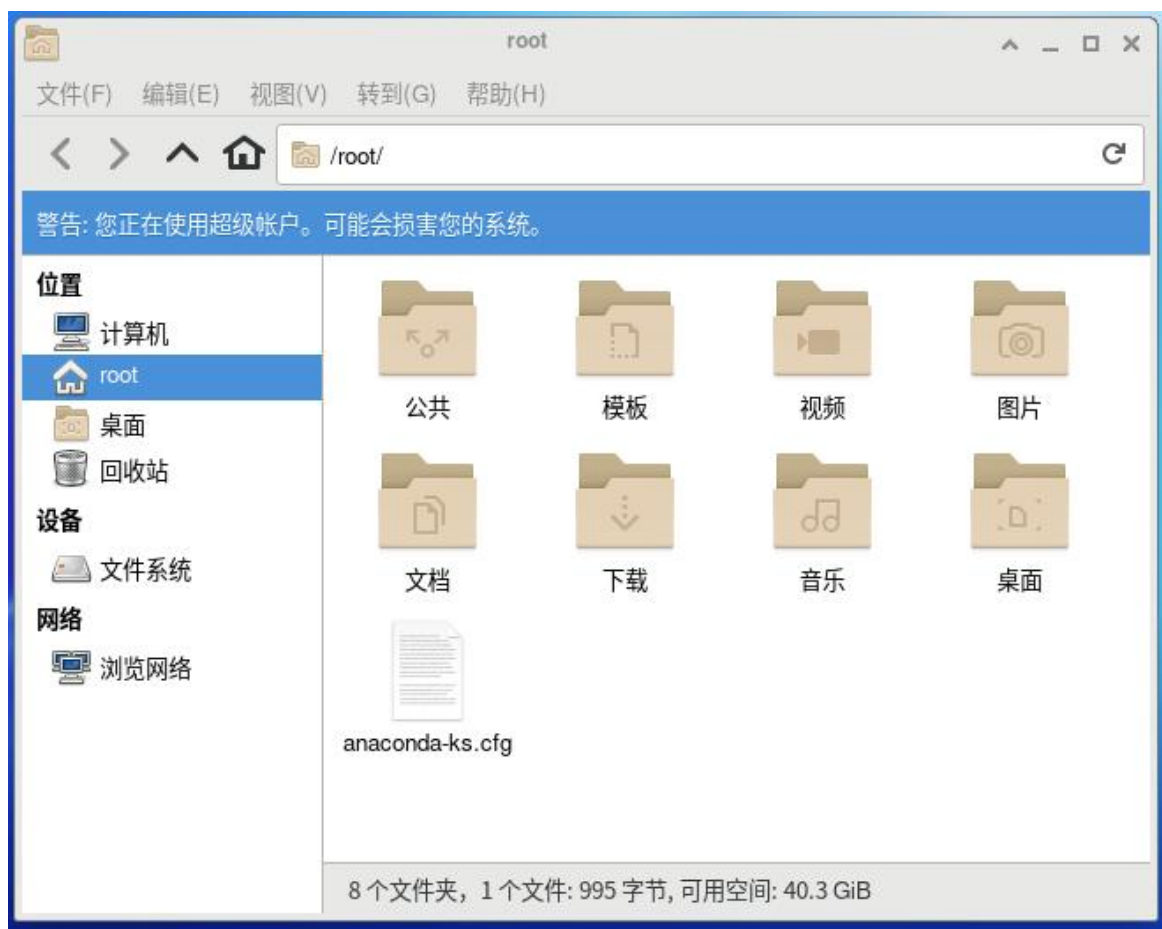 root
文件(F) 编辑(E) 视图(V) 转到(G) 帮助(H)
/root/
警告: 您正在使用超级帐户。可能会损害您的系统。
位置
计算机
root
桌面
回收站
设备
文件系统
网络
浏览网络
公共 模板 视频 图片
文档 下载 音乐 桌面
anaconda-ks.cfg
8 个文件夹，1 个文件: 995 字节, 可用空间: 40.3 GiB